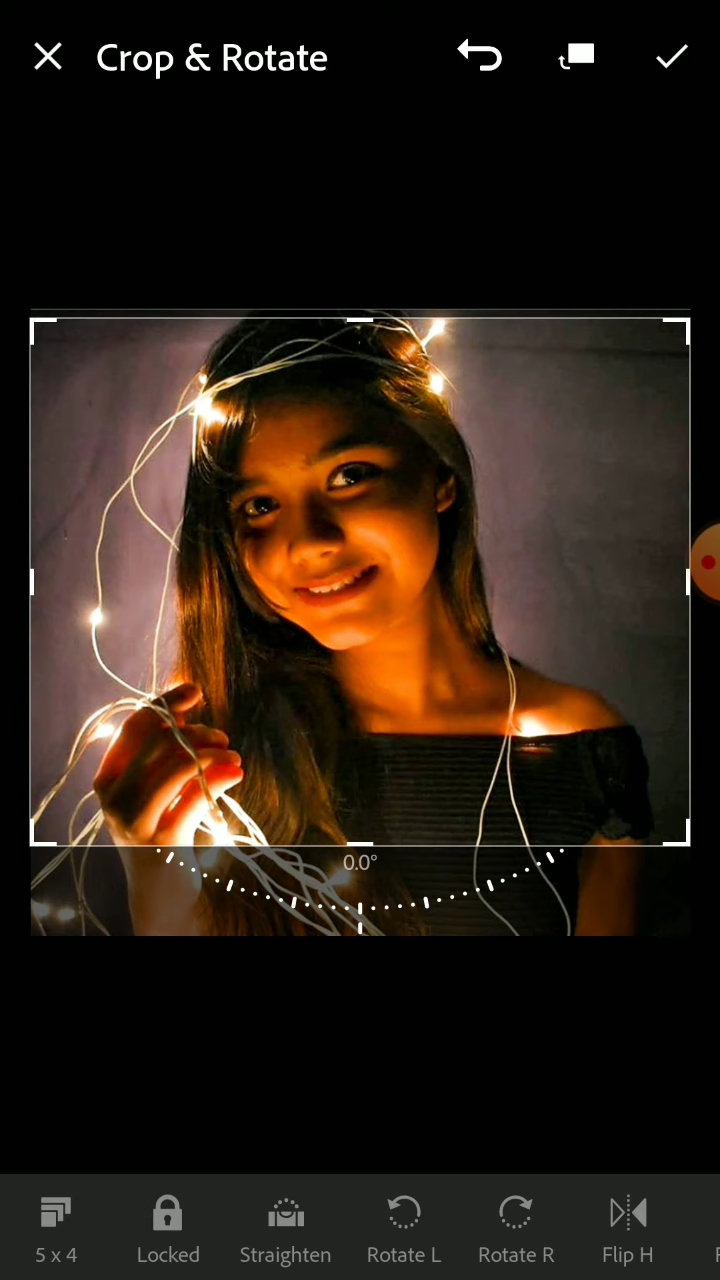 Crop & Rotate
0.0°
5 x 4
Locked
Straighten
Rotate L
Rotate R
Flip H